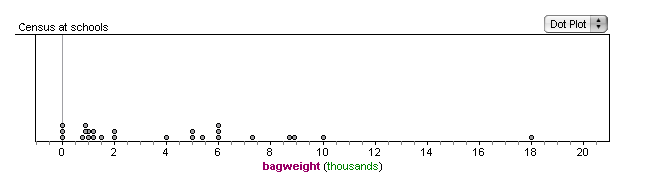 Census at schools
Dot Plot
0 2 4 6 8 10 12 14 16 18 20
bagweight (thousands)